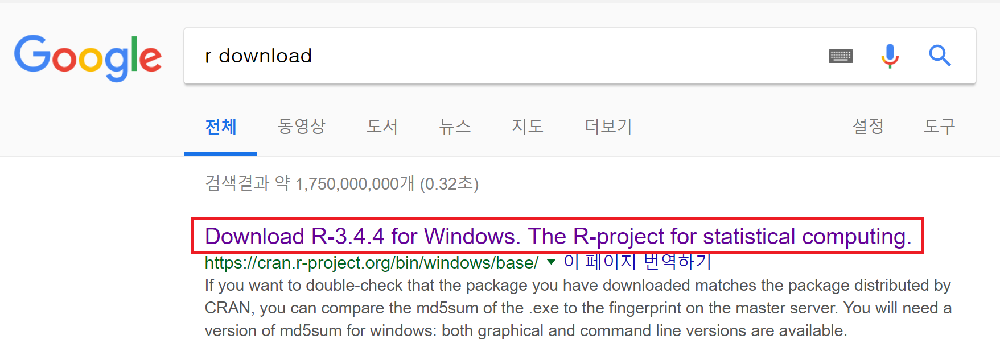 Google
r download
전체 동영상 도서 뉴스 지도 더보기 설정 도구
검색결과 약 1,750,000,000개 (0.32초)
Download R-3.4.4 for Windows. The R-project for statistical computing.
https://cran.r-project.org/bin/windows/base/ ▼ 이 페이지 번역하기
If you want to double-check that the package you have downloaded matches the package distributed by
CRAN, you can compare the md5sum of the .exe to the fingerprint on the master server. You will need a
version of md5sum for windows: both graphical and command line versions are available.